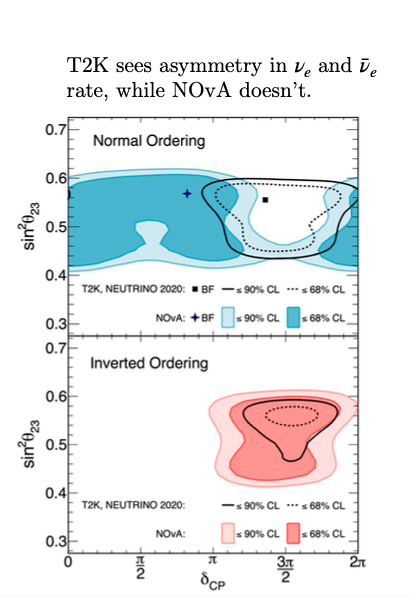 T2K sees asymmetry in νₑ and ν̄ₑ
rate, while NOvA doesn't.
0.7
Normal Ordering
0.6
0.5
sin²θ₂₃
0.4
T2K, NEUTRINO 2020: ■ BF — ≤ 90% CL ···· ≤ 68% CL
NOvA: ✦ BF ≤ 90% CL ≤ 68% CL
0.3
0.7
Inverted Ordering
0.6
0.5
sin²θ₂₃
0.4
T2K, NEUTRINO 2020: — ≤ 90% CL ···· ≤ 68% CL
NOvA: ≤ 90% CL ≤ 68% CL
0.3
0 π/2 π 3π/2 2π
δCP